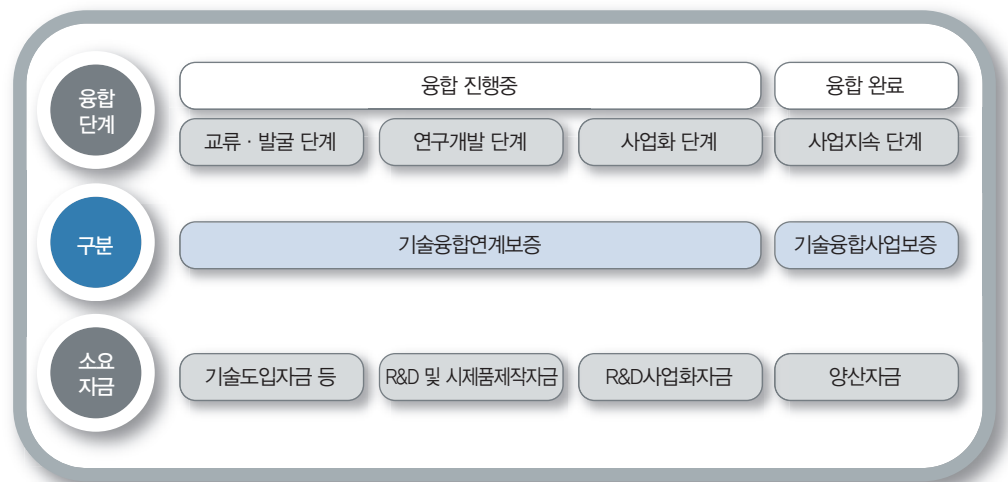 융합
단계
융합 진행중
융합 완료
교류 · 발굴 단계
연구개발 단계
사업화 단계
사업지속 단계
구분
기술융합연계보증
기술융합사업보증
소요
자금
기술도입자금 등
R&D 및 시제품제작자금
R&D사업화자금
양산자금